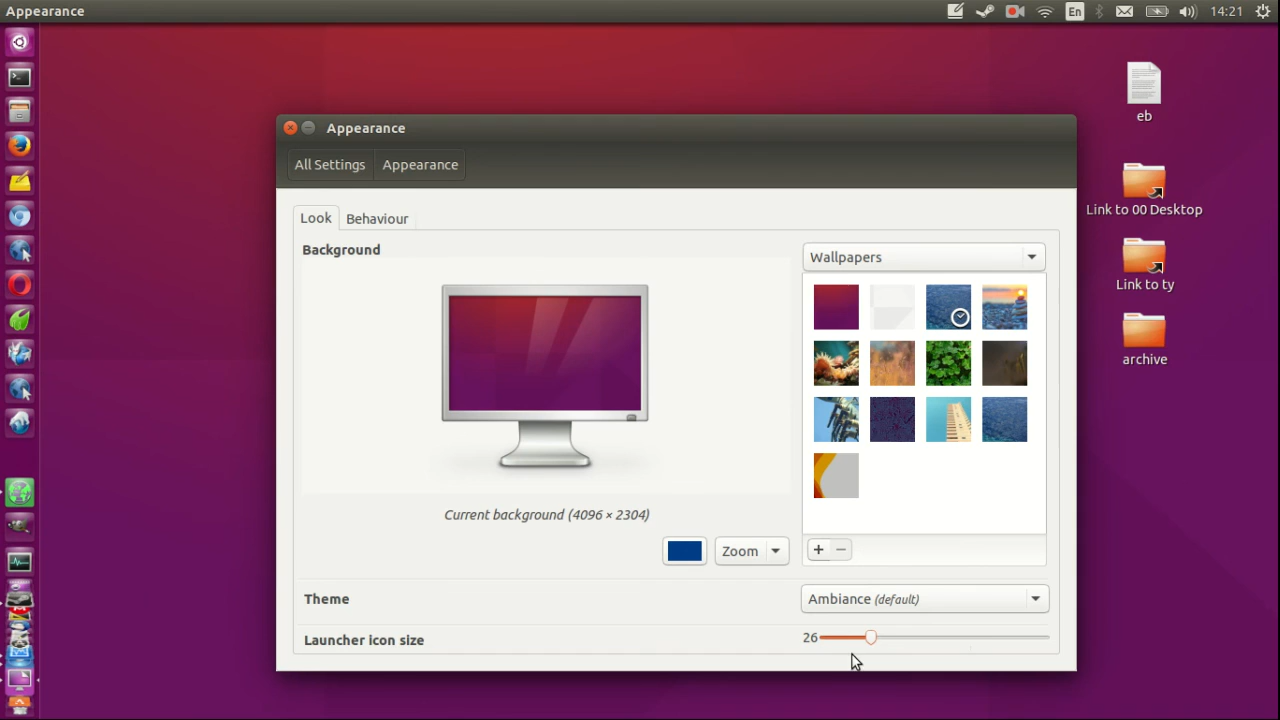 Appearance
En
14:21
eb
Link to 00 Desktop
Link to ty
archive
Appearance
All Settings
Appearance
Look
Behaviour
Background
Wallpapers
Current background (4096 × 2304)
Zoom
Theme
Ambiance (default)
Launcher icon size
26